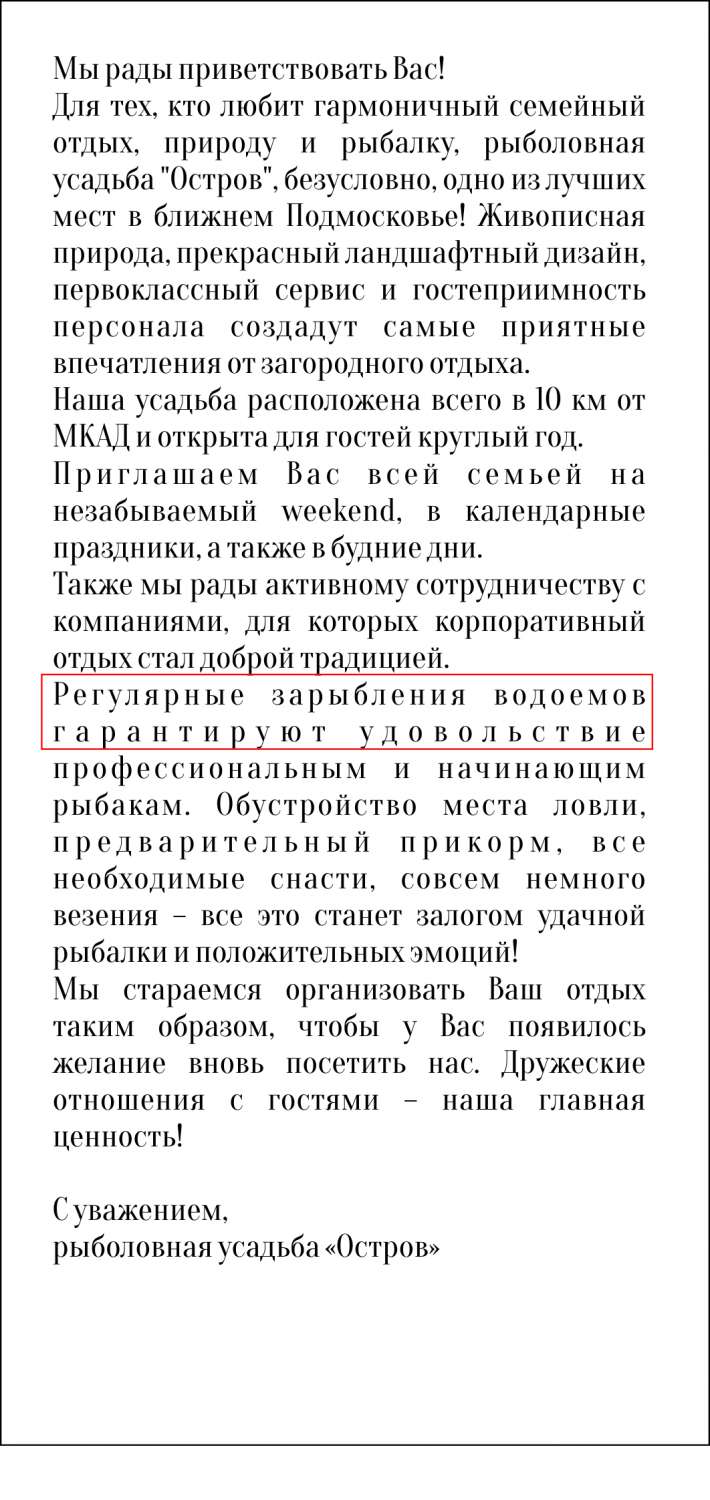 Мы рады приветствовать Вас!
Для тех, кто любит гармоничный семейный
отдых, природу и рыбалку, рыболовная
усадьба "Остров", безусловно, одно из лучших
мест в ближнем Подмосковье! Живописная
природа, прекрасный ландшафтный дизайн,
первоклассный сервис и гостеприимность
персонала создадут самые приятные
впечатления от загородного отдыха.
Наша усадьба расположена всего в 10 км от
МКАД и открыта для гостей круглый год.
Приглашаем Вас всей семьей на
незабываемый weekend, в календарные
праздники, а также в будние дни.
Также мы рады активному сотрудничеству с
компаниями, для которых корпоративный
отдых стал доброй традицией.
Регулярные зарыбления водоемов
гарантируют удовольствие
профессиональным и начинающим
рыбакам. Обустройство места ловли,
предварительный прикорм, все
необходимые снасти, совсем немного
везения – все это станет залогом удачной
рыбалки и положительных эмоций!
Мы стараемся организовать Ваш отдых
таким образом, чтобы у Вас появилось
желание вновь посетить нас. Дружеские
отношения с гостями – наша главная
ценность!
С уважением,
рыболовная усадьба «Остров»